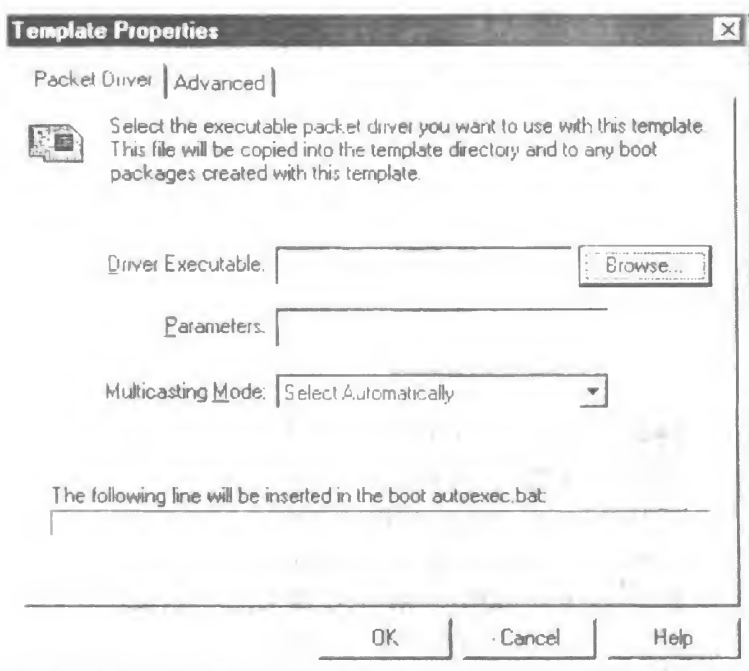 Template Properties
Packet Driver
Advanced
Select the executable packet driver you want to use with this template.
This file will be copied into the template directory and to any boot
packages created with this template.
Driver Executable:
Browse...
Parameters:
Multicasting Mode: Select Automatically
The following line will be inserted in the boot autoexec.bat:
OK
Cancel
Help